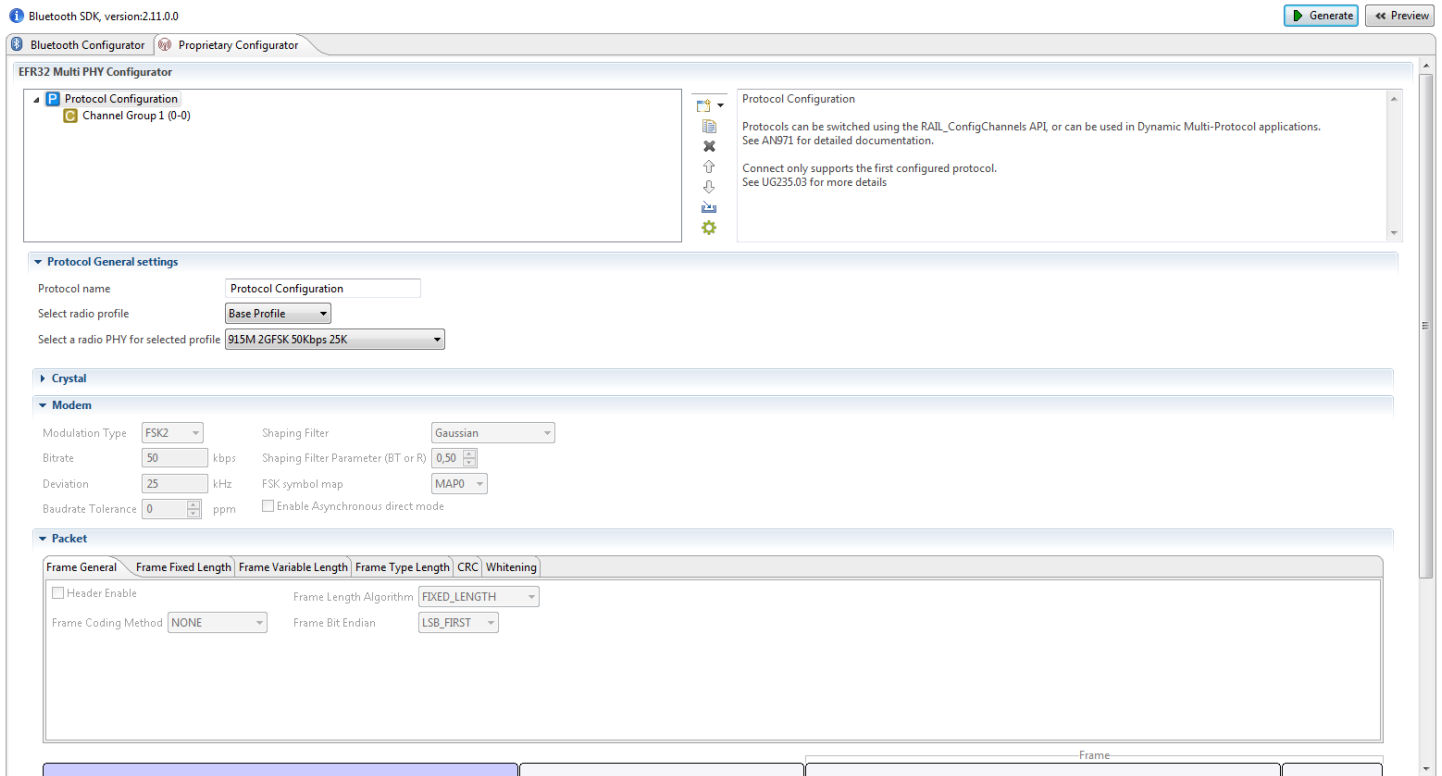 Bluetooth SDK, version:2.11.0.0
Generate
Preview
Bluetooth Configurator
Proprietary Configurator
EFR32 Multi PHY Configurator
Protocol Configuration
Channel Group 1 (0-0)
Protocol Configuration
Protocols can be switched using the RAIL_ConfigChannels API, or can be used in Dynamic Multi-Protocol applications.
See AN971 for detailed documentation.
Connect only supports the first configured protocol.
See UG235.03 for more details
Protocol General settings
Protocol name Protocol Configuration
Select radio profile Base Profile
Select a radio PHY for selected profile 915M 2GFSK 50Kbps 25K
Crystal
Modem
Modulation Type FSK2 Shaping Filter Gaussian
Bitrate 50 kbps Shaping Filter Parameter (BT or R) 0,50
Deviation 25 kHz FSK symbol map MAP0
Baudrate Tolerance 0 ppm Enable Asynchronous direct mode
Packet
Frame General Frame Fixed Length Frame Variable Length Frame Type Length CRC Whitening
Header Enable Frame Length Algorithm FIXED_LENGTH
Frame Coding Method NONE Frame Bit Endian LSB_FIRST
Frame